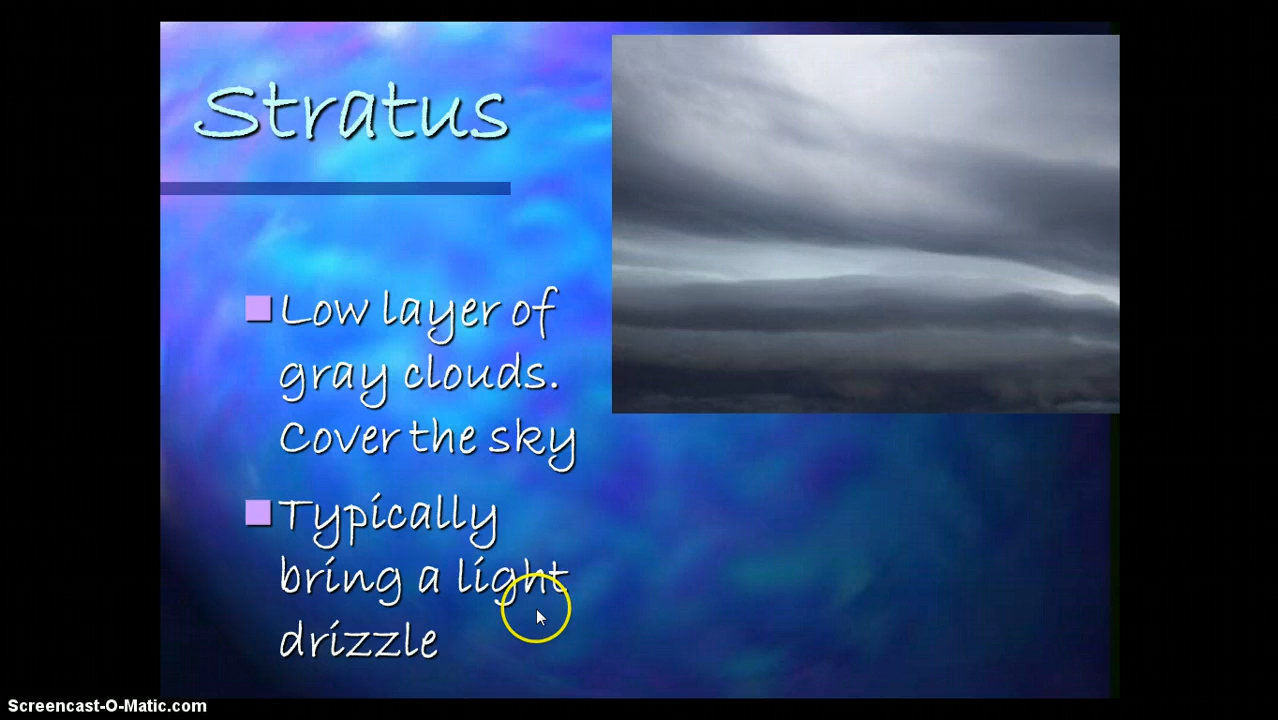 Stratus
Low layer of
gray clouds.
Cover the sky
Typically
bring a light
drizzle
Screencast-O-Matic.com